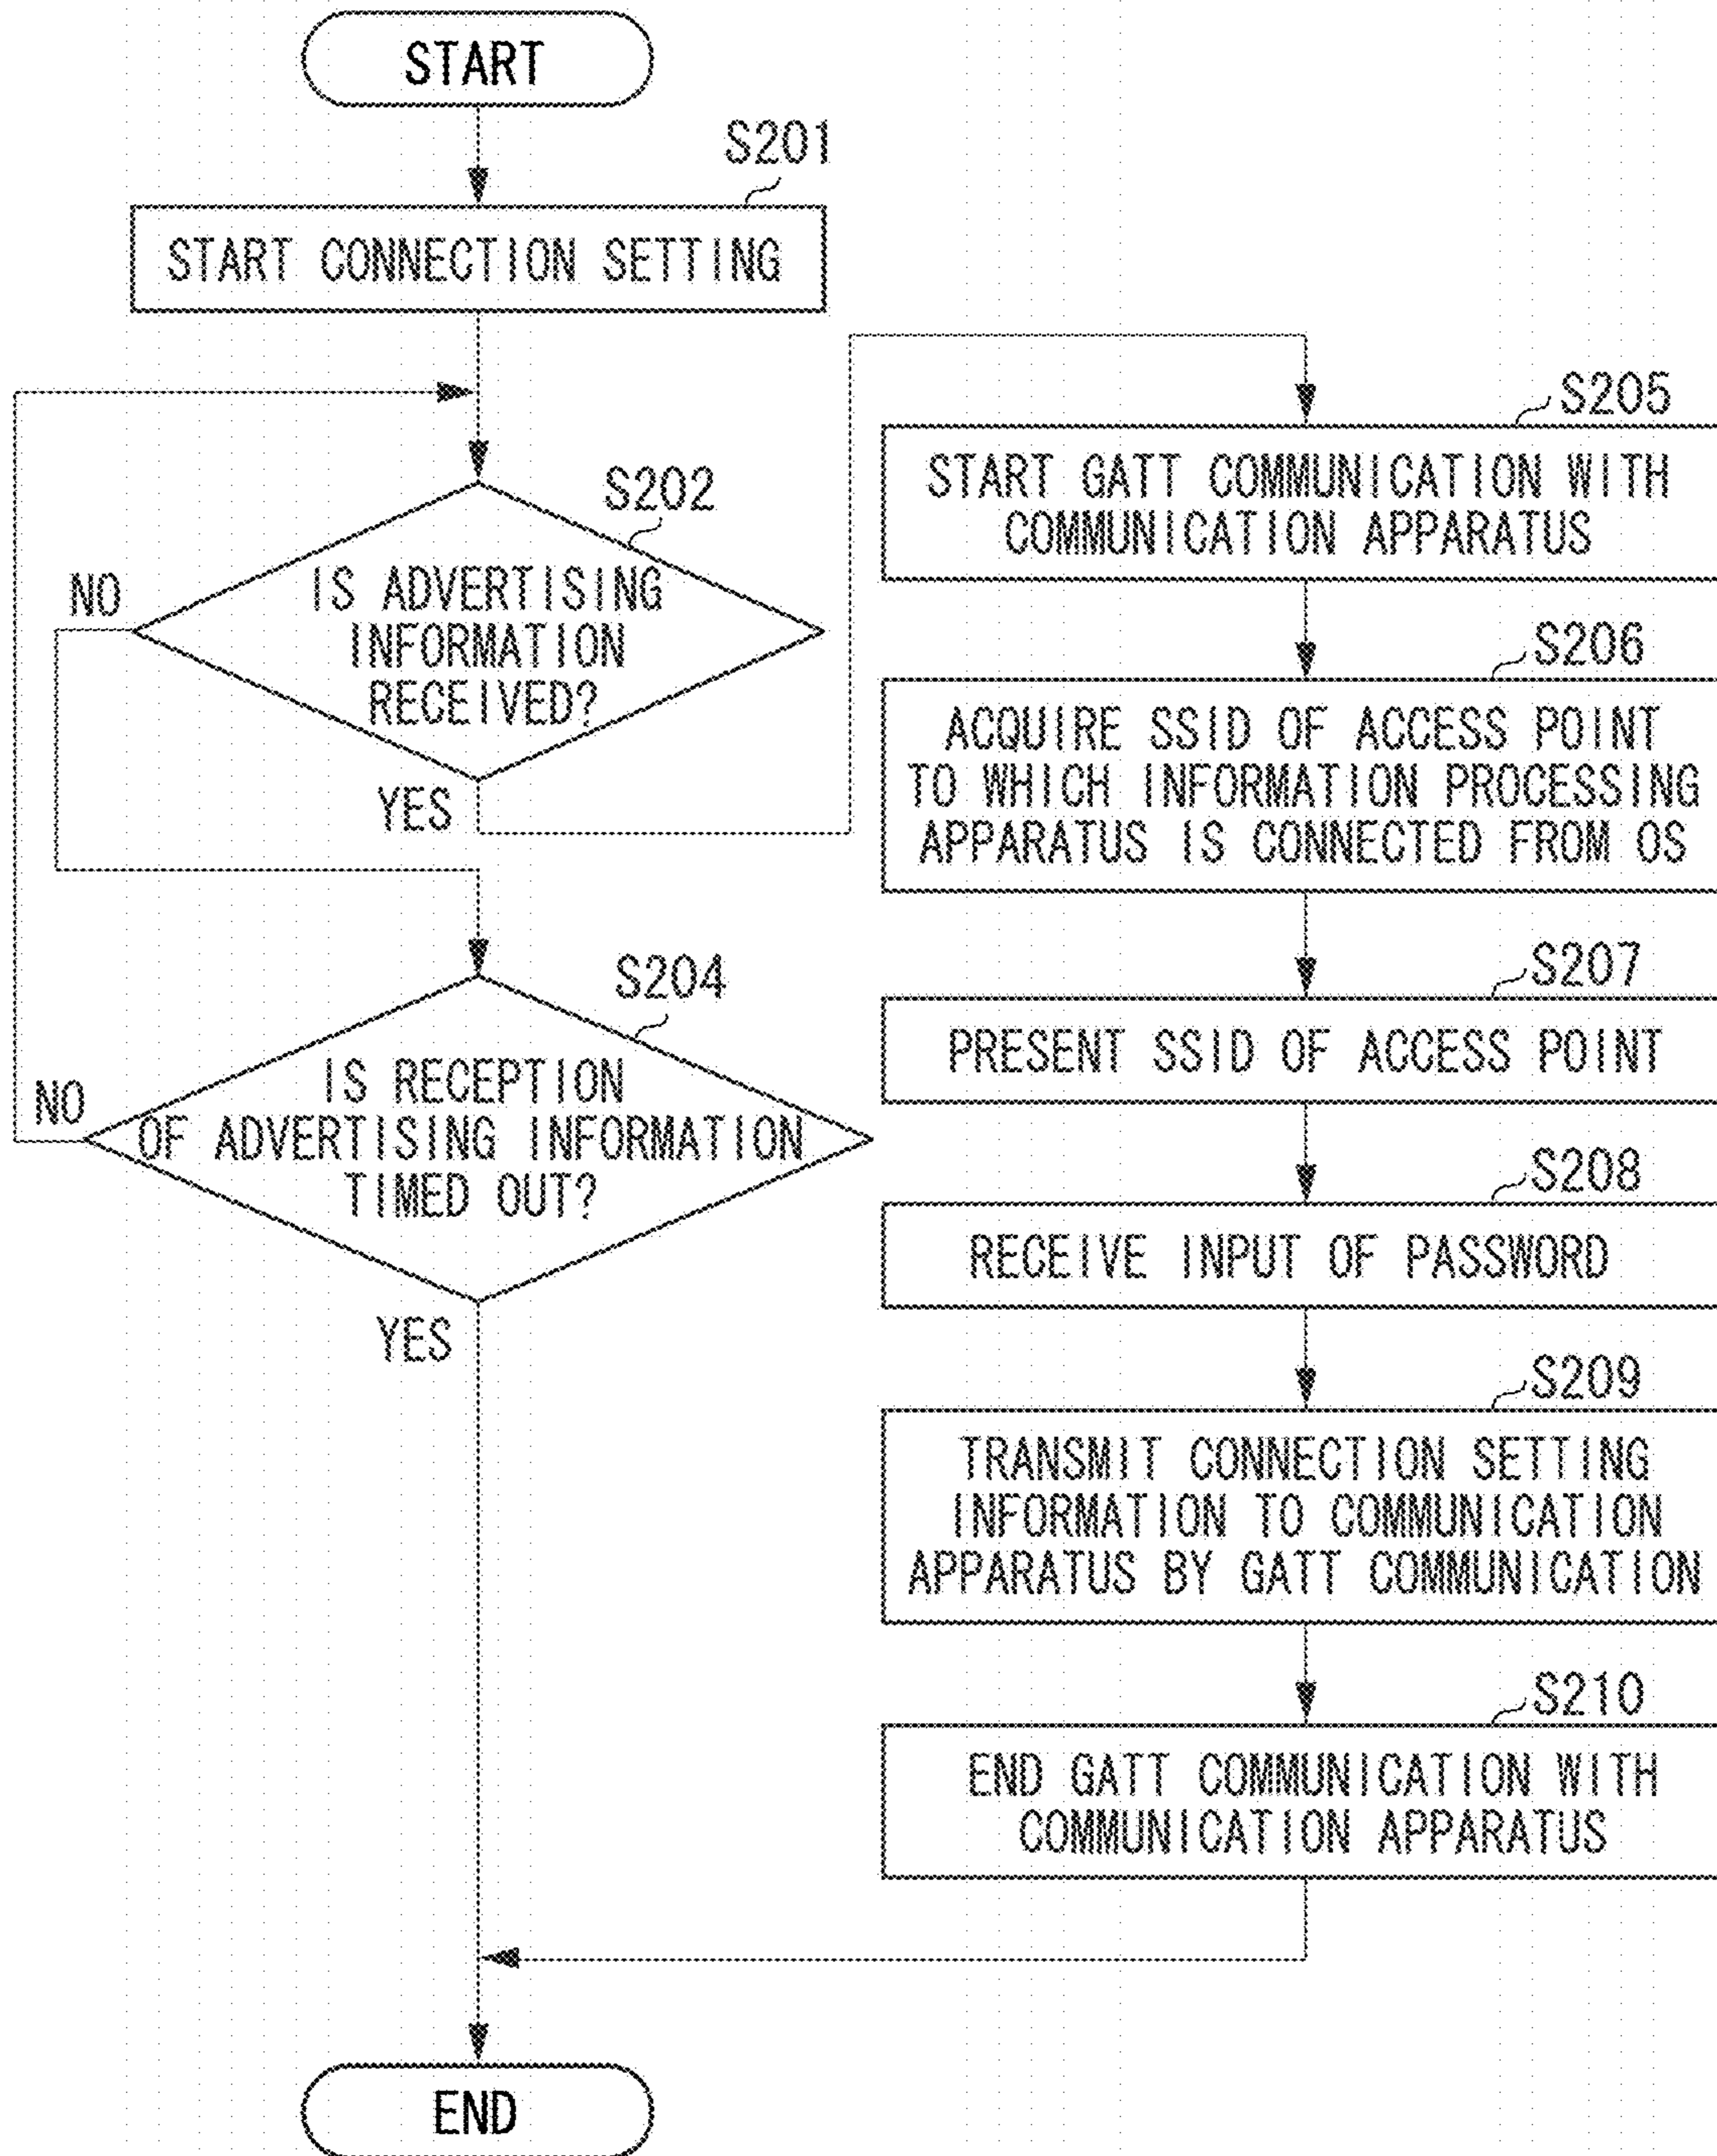 START
S201
START CONNECTION SETTING
S202
IS ADVERTISING
INFORMATION
RECEIVED?
NO
YES
S204
IS RECEPTION
OF ADVERTISING INFORMATION
TIMED OUT?
NO
YES
S205
START GATT COMMUNICATION WITH
COMMUNICATION APPARATUS
S206
ACQUIRE SSID OF ACCESS POINT
TO WHICH INFORMATION PROCESSING
APPARATUS IS CONNECTED FROM OS
S207
PRESENT SSID OF ACCESS POINT
S208
RECEIVE INPUT OF PASSWORD
S209
TRANSMIT CONNECTION SETTING
INFORMATION TO COMMUNICATION
APPARATUS BY GATT COMMUNICATION
S210
END GATT COMMUNICATION WITH
COMMUNICATION APPARATUS
END